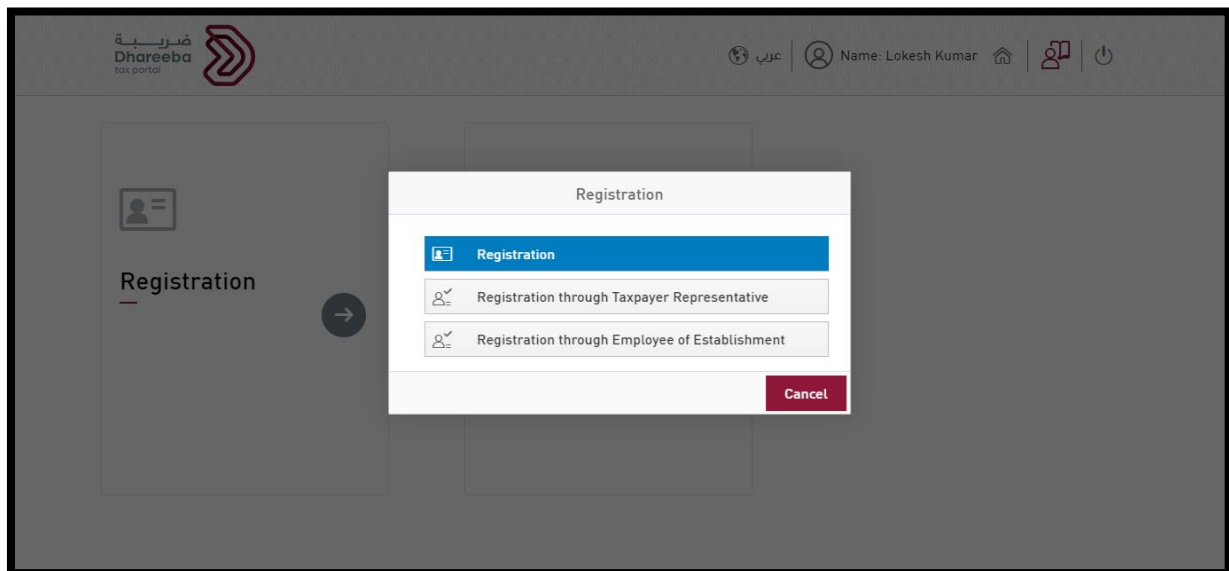 ضريبة
Dhareeba
tax portal
عربي
Name: Lokesh Kumar
Registration
Registration
Registration
Registration through Taxpayer Representative
Registration through Employee of Establishment
Cancel